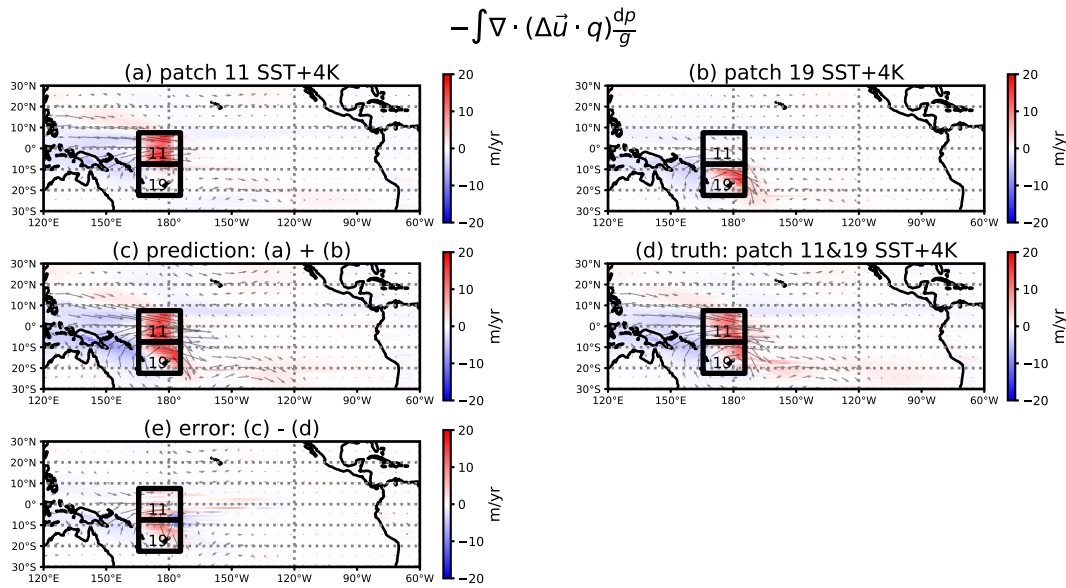 −∫∇ · (Δu⃗ · q) dp/g
(a) patch 11 SST+4K
30°N
20°N
10°N
0°
10°S
20°S
30°S
120°E 150°E 180° 150°W 120°W 90°W 60°W
11
19
20
10
0
−10
−20
m/yr
(b) patch 19 SST+4K
30°N
20°N
10°N
0°
10°S
20°S
30°S
120°E 150°E 180° 150°W 120°W 90°W 60°W
11
19
20
10
0
−10
−20
m/yr
(c) prediction: (a) + (b)
30°N
20°N
10°N
0°
10°S
20°S
30°S
120°E 150°E 180° 150°W 120°W 90°W 60°W
11
19
20
10
0
−10
−20
m/yr
(d) truth: patch 11&19 SST+4K
30°N
20°N
10°N
0°
10°S
20°S
30°S
120°E 150°E 180° 150°W 120°W 90°W 60°W
11
19
20
10
0
−10
−20
m/yr
(e) error: (c) - (d)
30°N
20°N
10°N
0°
10°S
20°S
30°S
120°E 150°E 180° 150°W 120°W 90°W 60°W
11
19
20
10
0
−10
−20
m/yr